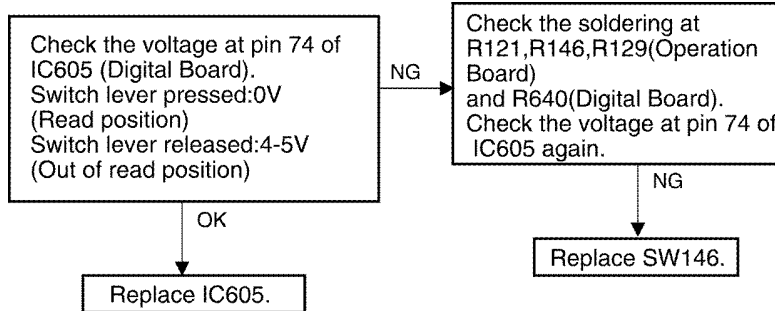 Check the voltage at pin 74 of
IC605 (Digital Board).
Switch lever pressed:0V
(Read position)
Switch lever released:4-5V
(Out of read position)
NG
Check the soldering at
R121,R146,R129(Operation
Board)
and R640(Digital Board).
Check the voltage at pin 74 of
IC605 again.
OK
NG
Replace IC605.
Replace SW146.